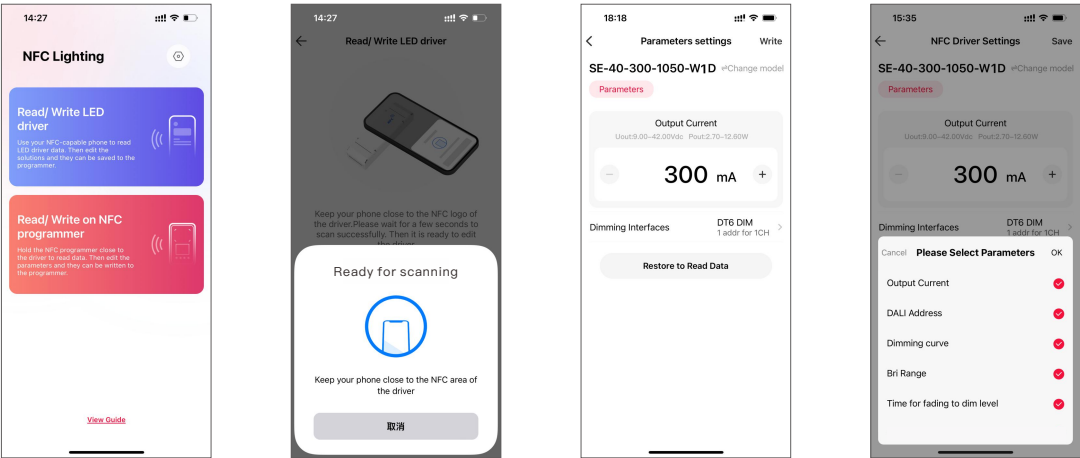 14:27
NFC Lighting
Read/ Write LED
driver
Use your NFC-capable phone to read
LED driver data. Then edit the
solutions and they can be saved to the
programmer.
Read/ Write on NFC
programmer
Hold the NFC programmer close to
the driver to read data. Then edit the
parameters and they can be written to
the programmer.
View Guide
14:27
Read/ Write LED driver
Keep your phone close to the NFC logo of
the driver.Please wait for a few seconds to
scan successfully. Then it is ready to edit
the driver
Ready for scanning
Keep your phone close to the NFC area of
the driver
取消
18:18
Parameters settings
Write
SE-40-300-1050-W1D ⇌Change model
Parameters
Output Current
Uout:9.00-42.00Vdc Pout:2.70-12.60W
300 mA
Dimming Interfaces
DT6 DIM
1 addr for 1CH
Restore to Read Data
15:35
NFC Driver Settings
Save
SE-40-300-1050-W1D ⇌Change model
Parameters
Output Current
Uout:9.00-42.00Vdc Pout:2.70-12.60W
300 mA
Dimming Interfaces
DT6 DIM
1 addr for 1CH
Cancel Please Select Parameters OK
Output Current
DALI Address
Dimming curve
Bri Range
Time for fading to dim level